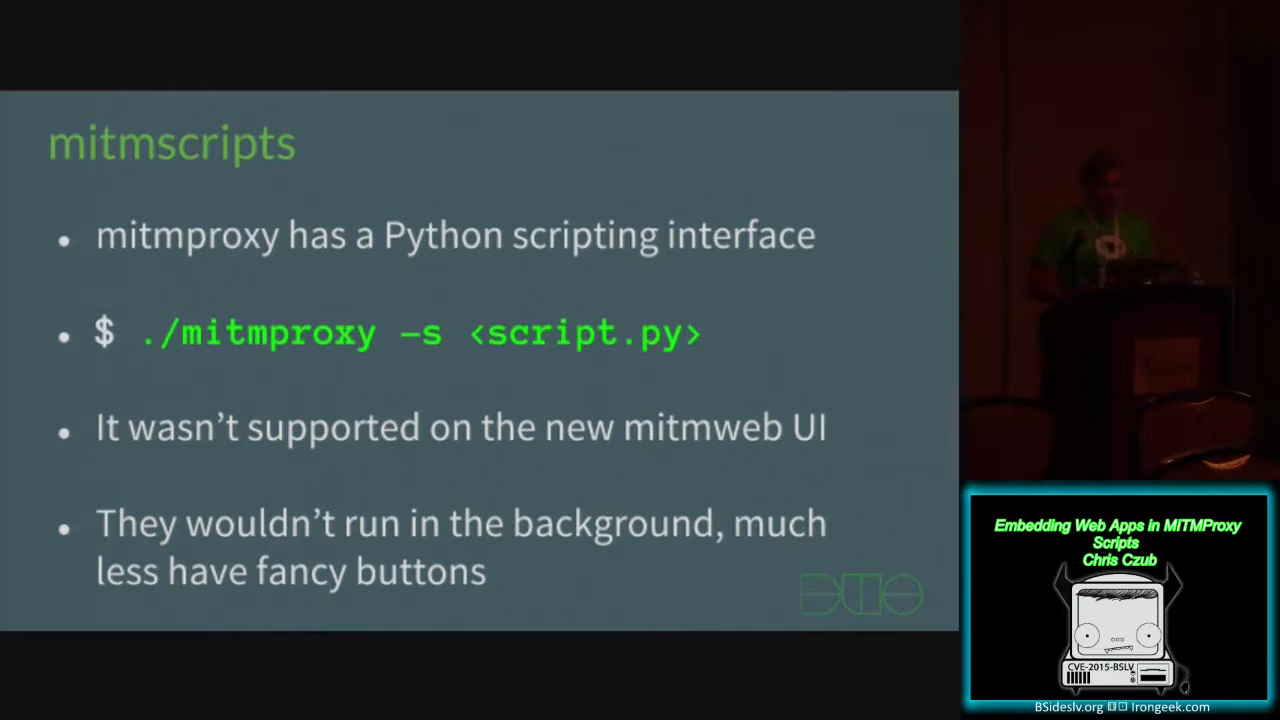 mitmscripts
• mitmproxy has a Python scripting interface
• $ ./mitmproxy -s <script.py>
• It wasn't supported on the new mitmweb UI
• They wouldn't run in the background, much
less have fancy buttons
DUO
Embedding Web Apps in MITMProxy
Scripts
Chris Czub
CVE-2015-BSLV
BSideslv.org Irongeek.com